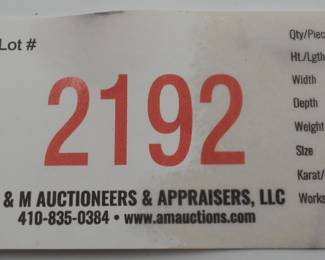 Lot #
2192
& M AUCTIONEERS & APPRAISERS, LLC
410-835-0384 • www.amauctions.com
Qty/Piec
Ht./Lgth
Width
Depth
Weight
Size
Karat/
Works